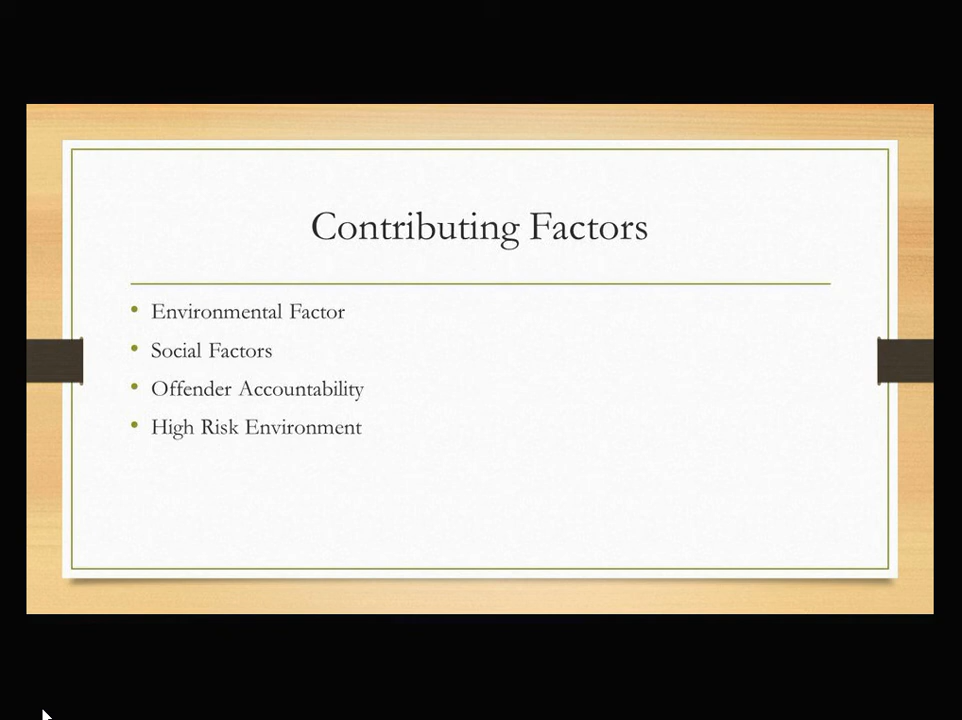 Contributing Factors
• Environmental Factor
• Social Factors
• Offender Accountability
• High Risk Environment